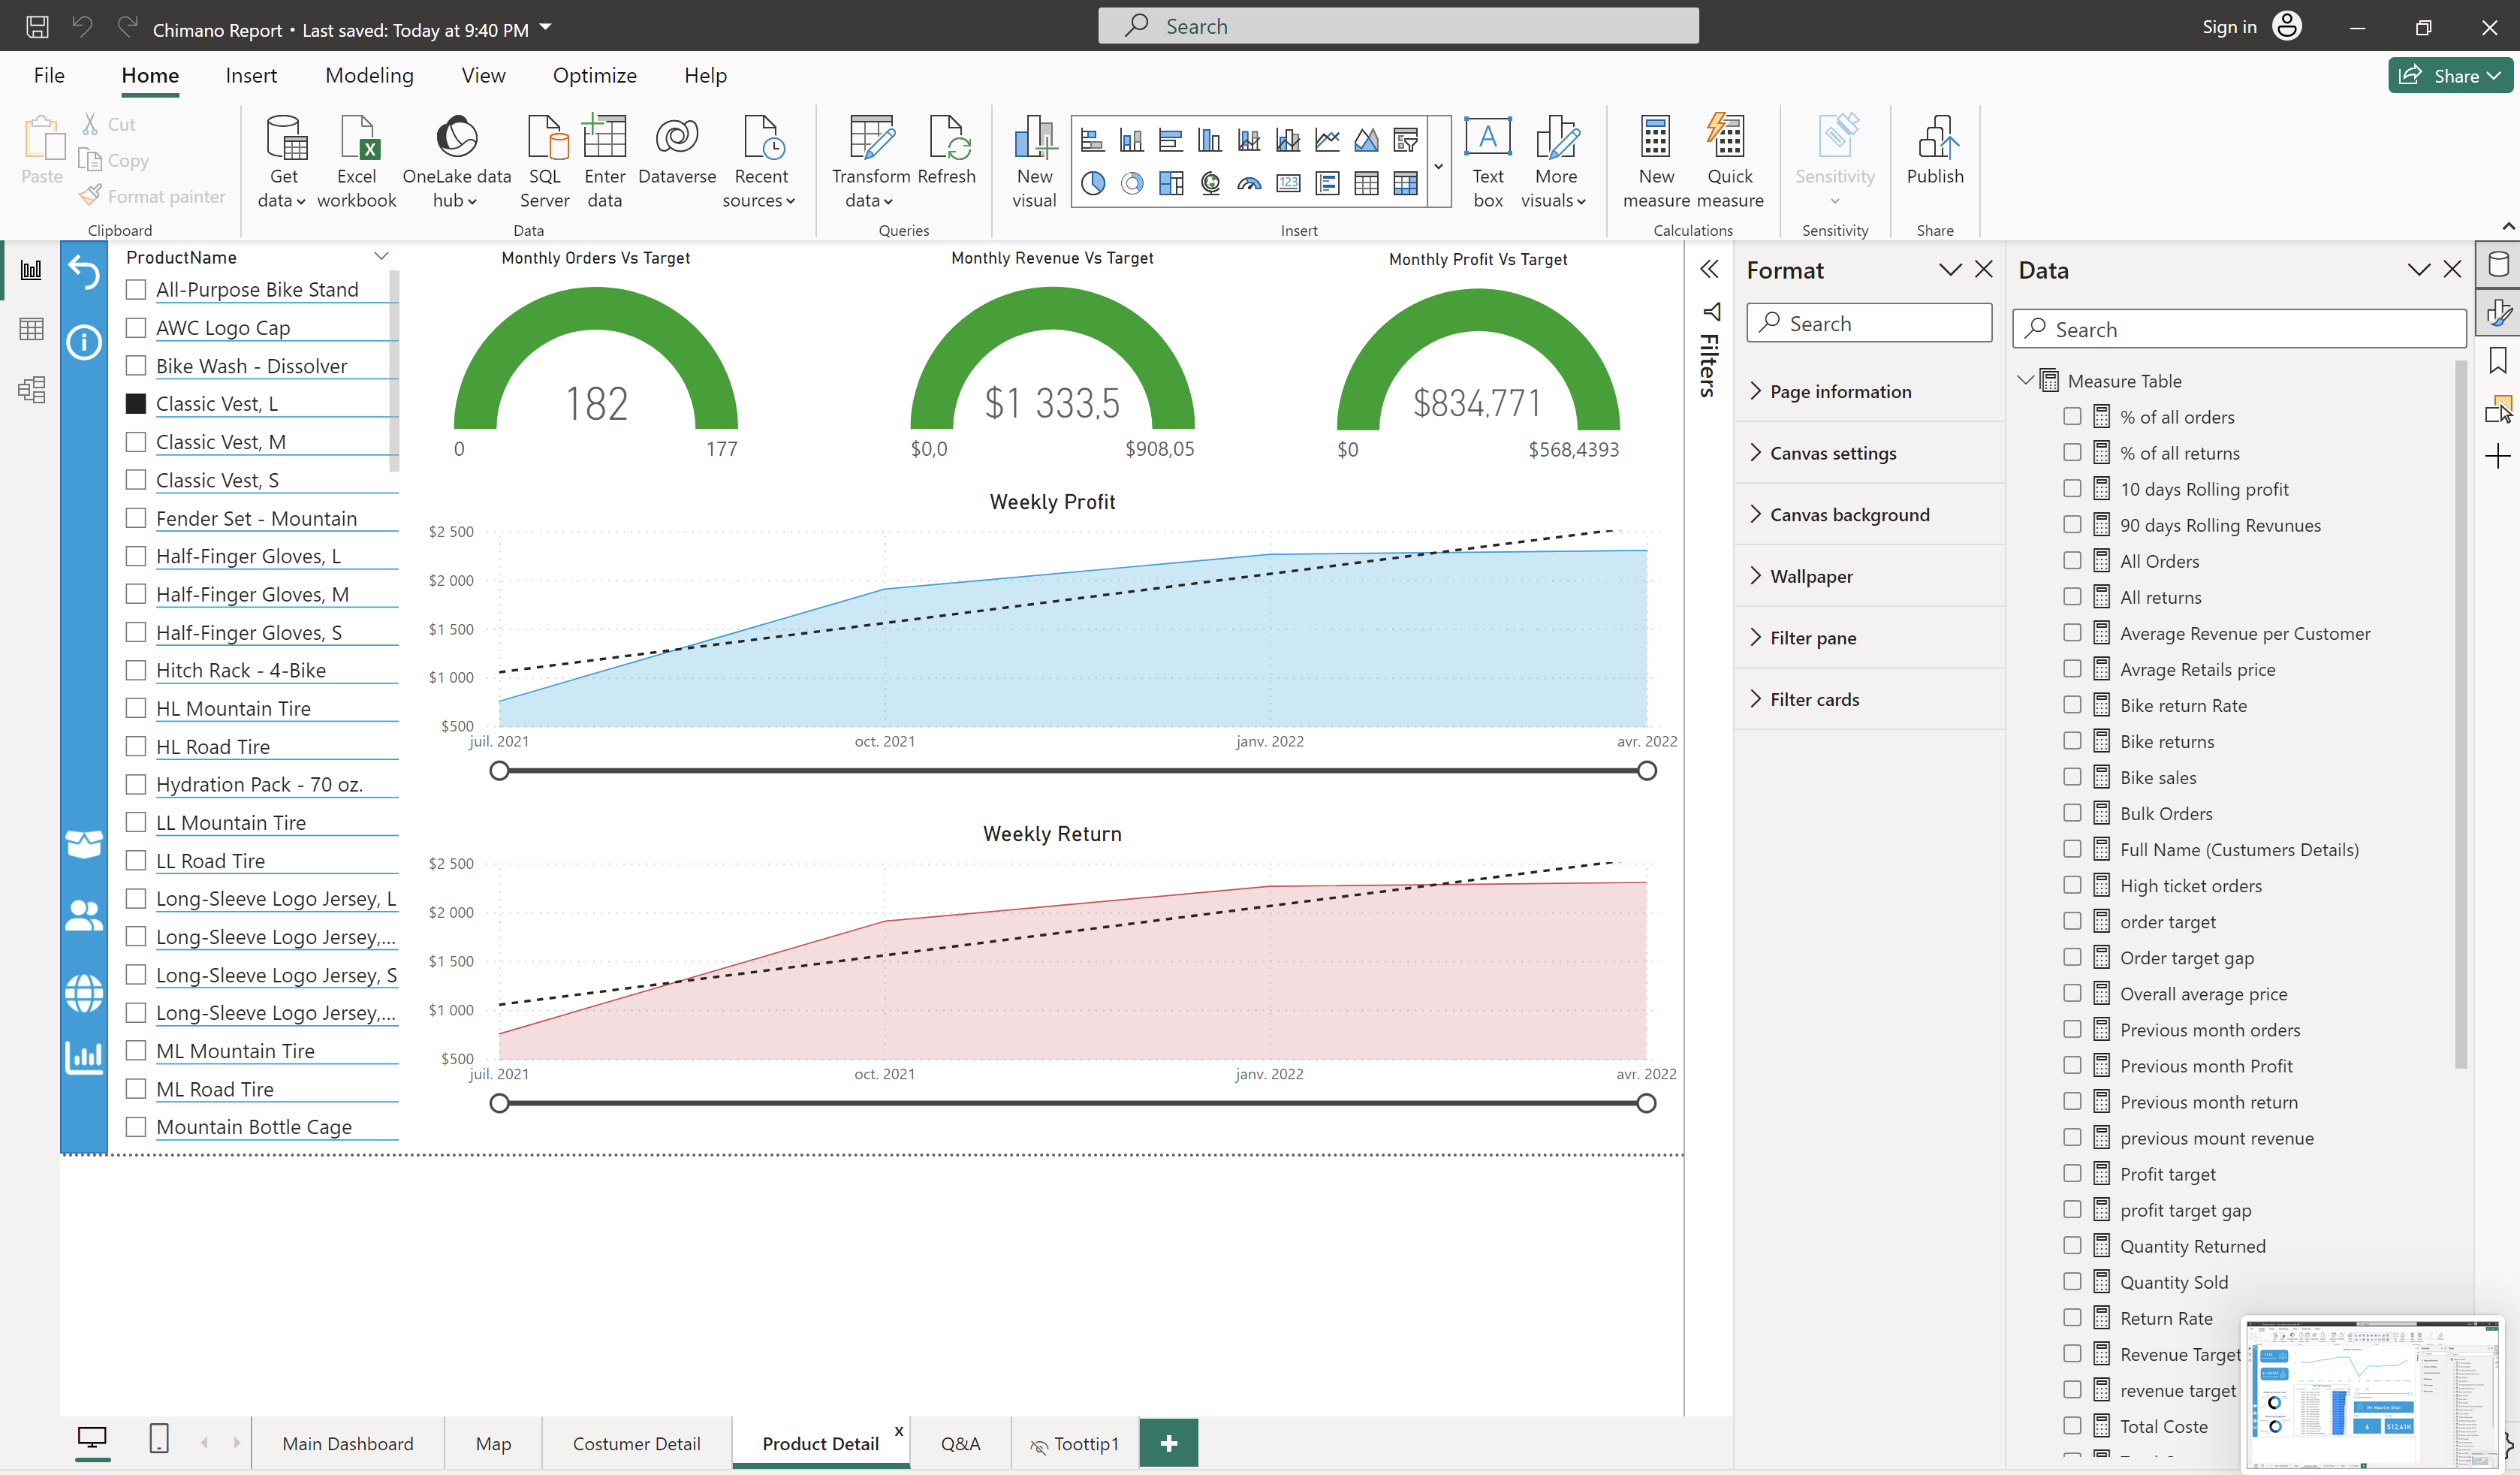 Chimano Report • Last saved: Today at 9:40 PM
Search
Sign in
File
Home
Insert
Modeling
View
Optimize
Help
Share
Paste
Cut
Copy
Format painter
Clipboard
Get data
Excel workbook
OneLake data hub
SQL Server
Enter data
Dataverse
Recent sources
Data
Transform data
Refresh
Queries
New visual
123
A
Text box
More visuals
Insert
New measure
Quick measure
Calculations
Sensitivity
Sensitivity
Publish
Share
ProductName
All-Purpose Bike Stand
AWC Logo Cap
Bike Wash - Dissolver
Classic Vest, L
Classic Vest, M
Classic Vest, S
Fender Set - Mountain
Half-Finger Gloves, L
Half-Finger Gloves, M
Half-Finger Gloves, S
Hitch Rack - 4-Bike
HL Mountain Tire
HL Road Tire
Hydration Pack - 70 oz.
LL Mountain Tire
LL Road Tire
Long-Sleeve Logo Jersey, L
Long-Sleeve Logo Jersey,...
Long-Sleeve Logo Jersey, S
Long-Sleeve Logo Jersey,...
ML Mountain Tire
ML Road Tire
Mountain Bottle Cage
Monthly Orders Vs Target
182
0
177
Monthly Revenue Vs Target
$1 333,5
$0,0
$908,05
Monthly Profit Vs Target
$834,771
$0
$568,4393
Weekly Profit
$2 500
$2 000
$1 500
$1 000
$500
juil. 2021
oct. 2021
janv. 2022
avr. 2022
Weekly Return
$2 500
$2 000
$1 500
$1 000
$500
juil. 2021
oct. 2021
janv. 2022
avr. 2022
Filters
Format
Search
Page information
Canvas settings
Canvas background
Wallpaper
Filter pane
Filter cards
Data
Search
Measure Table
% of all orders
% of all returns
10 days Rolling profit
90 days Rolling Revunues
All Orders
All returns
Average Revenue per Customer
Avrage Retails price
Bike return Rate
Bike returns
Bike sales
Bulk Orders
Full Name (Custumers Details)
High ticket orders
order target
Order target gap
Overall average price
Previous month orders
Previous month Profit
Previous month return
previous mount revenue
Profit target
profit target gap
Quantity Returned
Quantity Sold
Return Rate
Revenue Target
revenue target
Total Coste
Mr. Maurice Shan
6
$12,41K
Main Dashboard
Map
Costumer Detail
Product Detail
x
Q&A
Toottip1